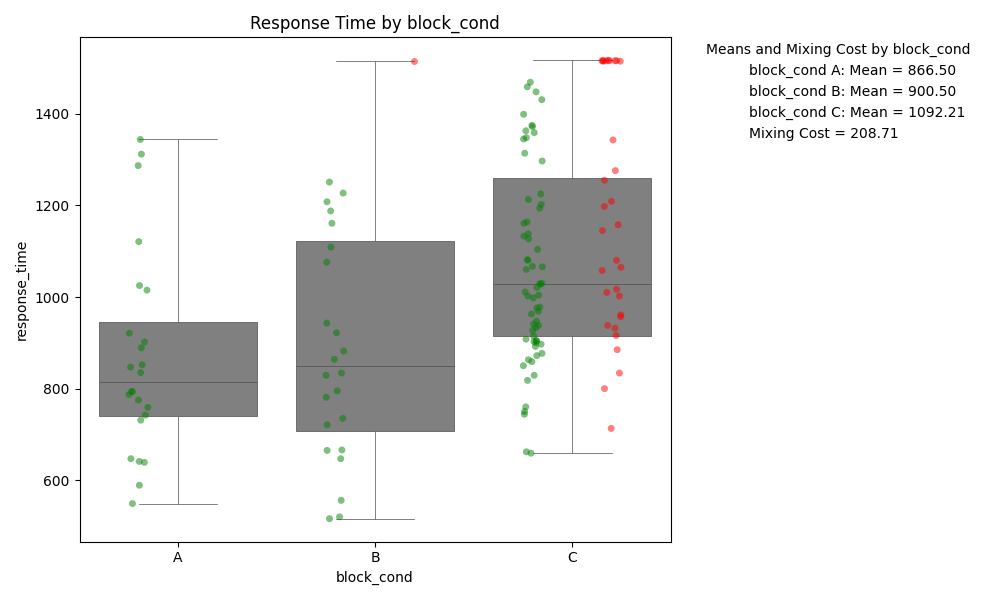 Response Time by block_cond
Means and Mixing Cost by block_cond
block_cond A: Mean = 866.50
block_cond B: Mean = 900.50
block_cond C: Mean = 1092.21
Mixing Cost = 208.71
response_time
1400
1200
1000
800
600
A
B
C
block_cond